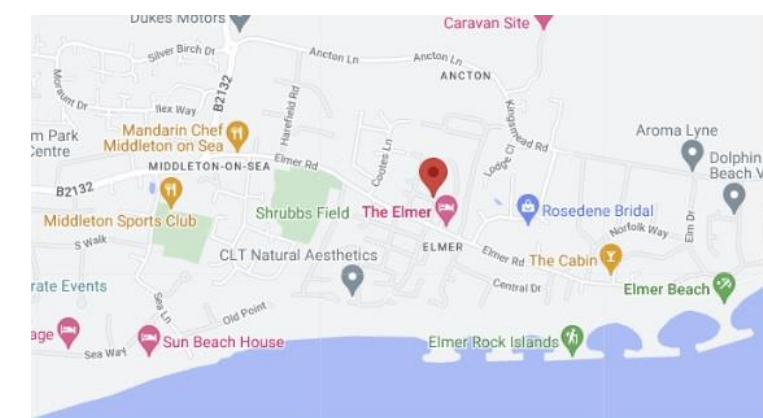 Dukes Motors
Caravan Site
Silver Birch Dr
Ancton Ln
Ancton Ln
ANCTON
Moraunt Dr
Ilex Way
B2132
Harefield Rd
Kingsmead Rd
m Park
Centre
Mandarin Chef
Middleton on Sea
Aroma Lyne
MIDDLETON-ON-SEA
Elmer Rd
Cootes Ln
Lodge Ct
Dolphin
Beach V
B2132
Middleton Sports Club
Shrubbs Field
The Elmer
Rosedene Bridal
Norfolk Way
Elm Dr
S Walk
CLT Natural Aesthetics
ELMER
Elmer Rd
The Cabin
rate Events
Central Dr
Elmer Beach
Sea Ln
Old Point
age
Sea Way
Sun Beach House
Elmer Rock Islands